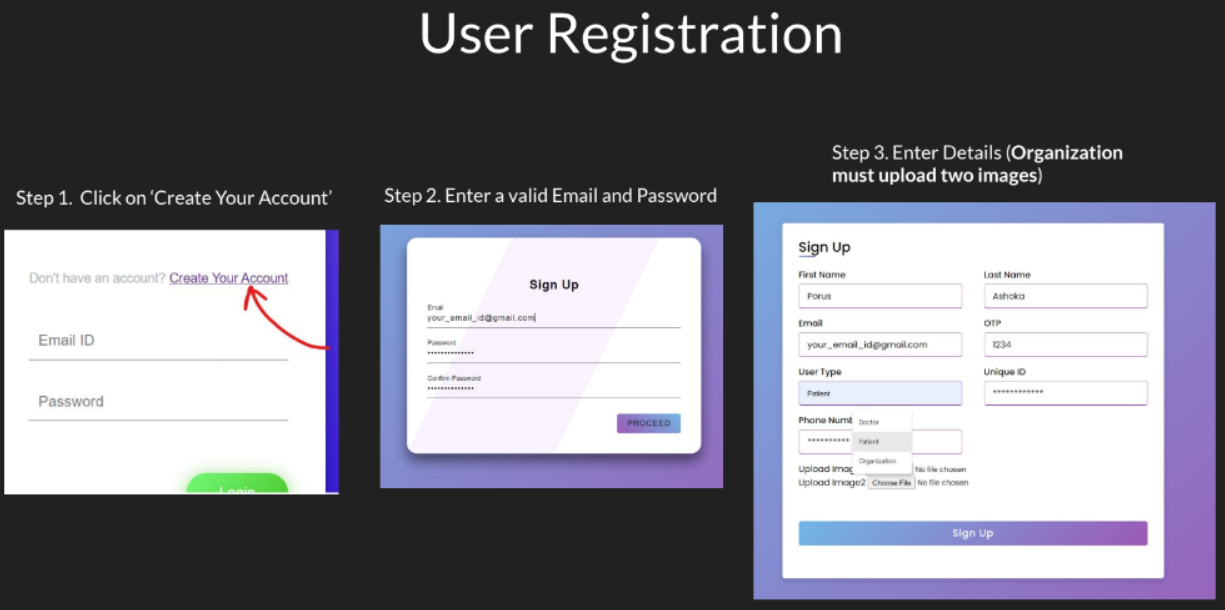 User Registration
Step 1. Click on ‘Create Your Account’
Don't have an account? Create Your Account
Email ID
Password
Login
Step 2. Enter a valid Email and Password
Sign Up
Email
your_email_id@gmail.com
Password
••••••••••••••
Confirm Password
••••••••••••••
PROCEED
Step 3. Enter Details (Organization
must upload two images)
Sign Up
First Name Last Name
Porus Ashoka
Email OTP
your_email_id@gmail.com 1234
User Type Unique ID
Patient ************
Phone Numb
**********
Doctor
Patient
Organization
Upload Imag No file chosen
Upload Image2 Choose File No file chosen
Sign Up